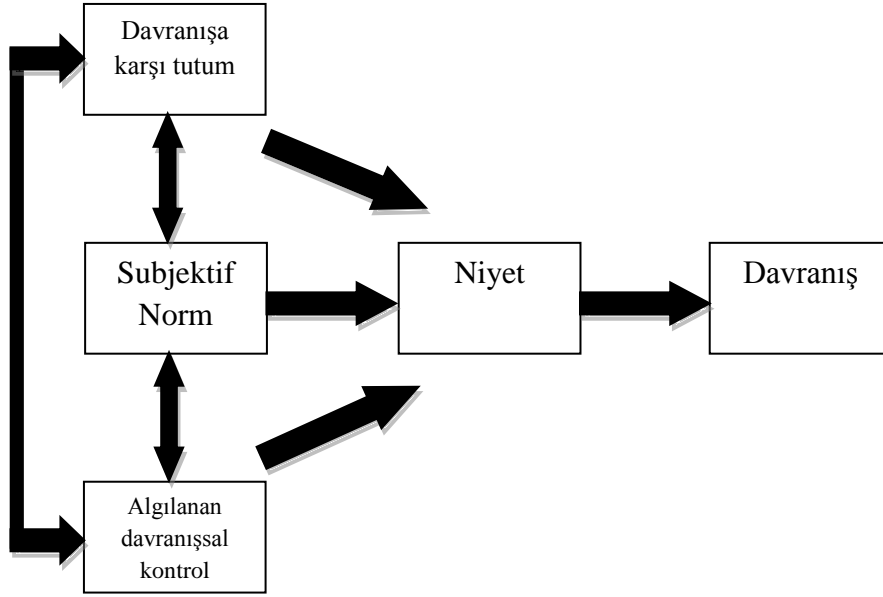 Davranışa
karşı tutum
Subjektif
Norm
Niyet
Davranış
Algılanan
davranışsal
kontrol